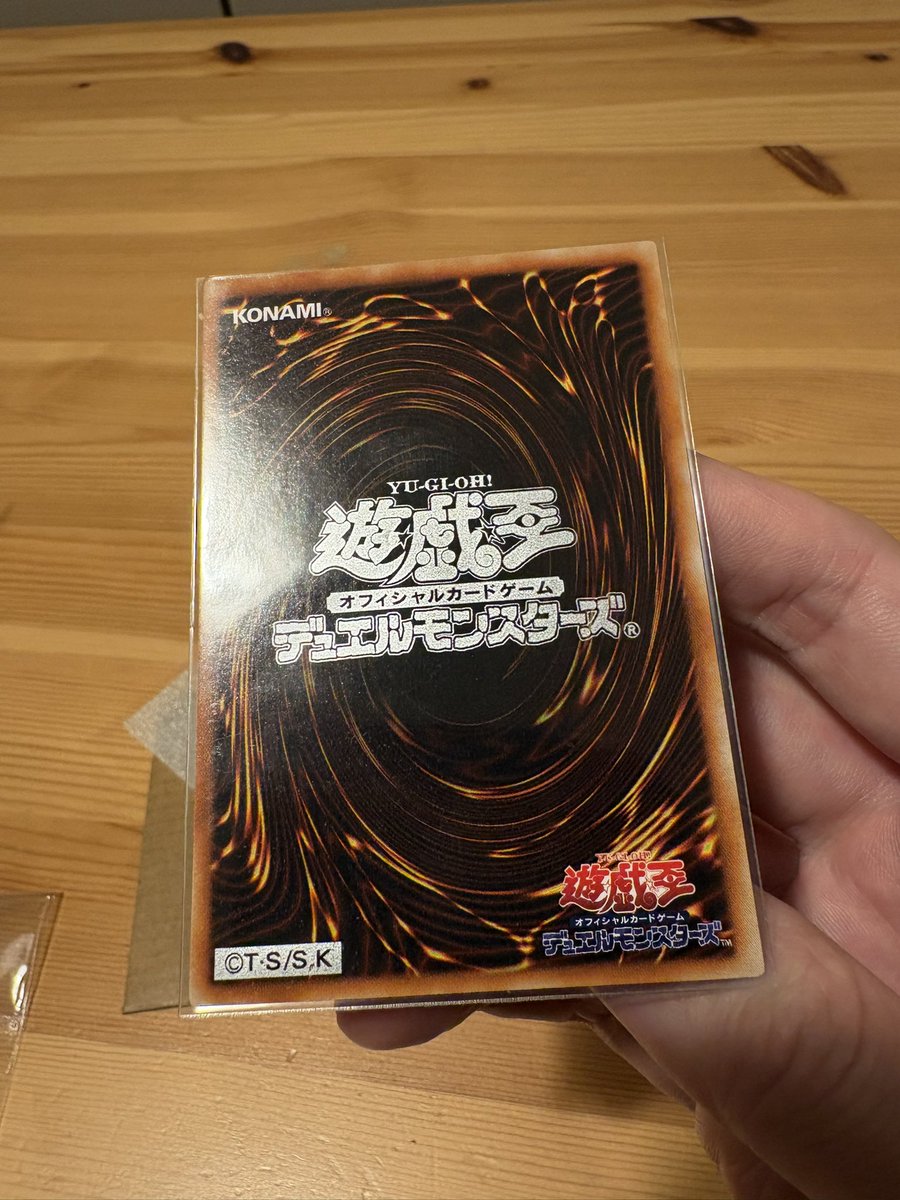 KONAMI®
YU-GI-OH!
遊戯王
オフィシャルカードゲーム
デュエルモンスターズ®
YU-GI-OH!
遊戯王
オフィシャルカードゲーム
デュエルモンスターズ™
©T·S/S,K